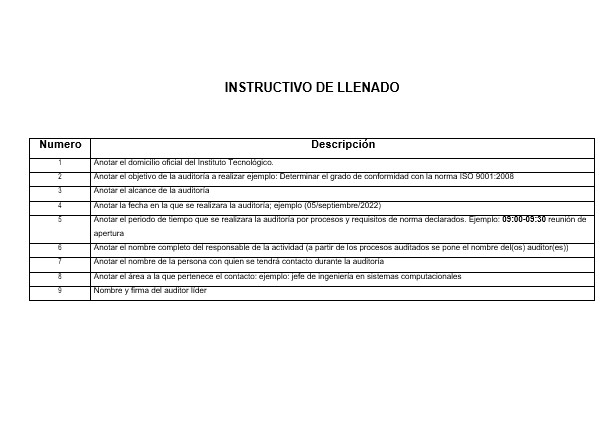 INSTRUCTIVO DE LLENADO
Numero Descripción
1 Anotar el domicilio oficial del Instituto Tecnológico.
2 Anotar el objetivo de la auditoría a realizar ejemplo: Determinar el grado de conformidad con la norma ISO 9001:2008
3 Anotar el alcance de la auditoría
4 Anotar la fecha en la que se realizara la auditoría; ejemplo (05/septiembre/2022)
5 Anotar el periodo de tiempo que se realizara la auditoría por procesos y requisitos de norma declarados. Ejemplo: 09:00-09:30 reunión de
apertura
6 Anotar el nombre completo del responsable de la actividad (a partir de los procesos auditados se pone el nombre del(os) auditor(es))
7 Anotar el nombre de la persona con quien se tendrá contacto durante la auditoría
8 Anotar el área a la que pertenece el contacto: ejemplo: jefe de ingeniería en sistemas computacionales
9 Nombre y firma del auditor líder